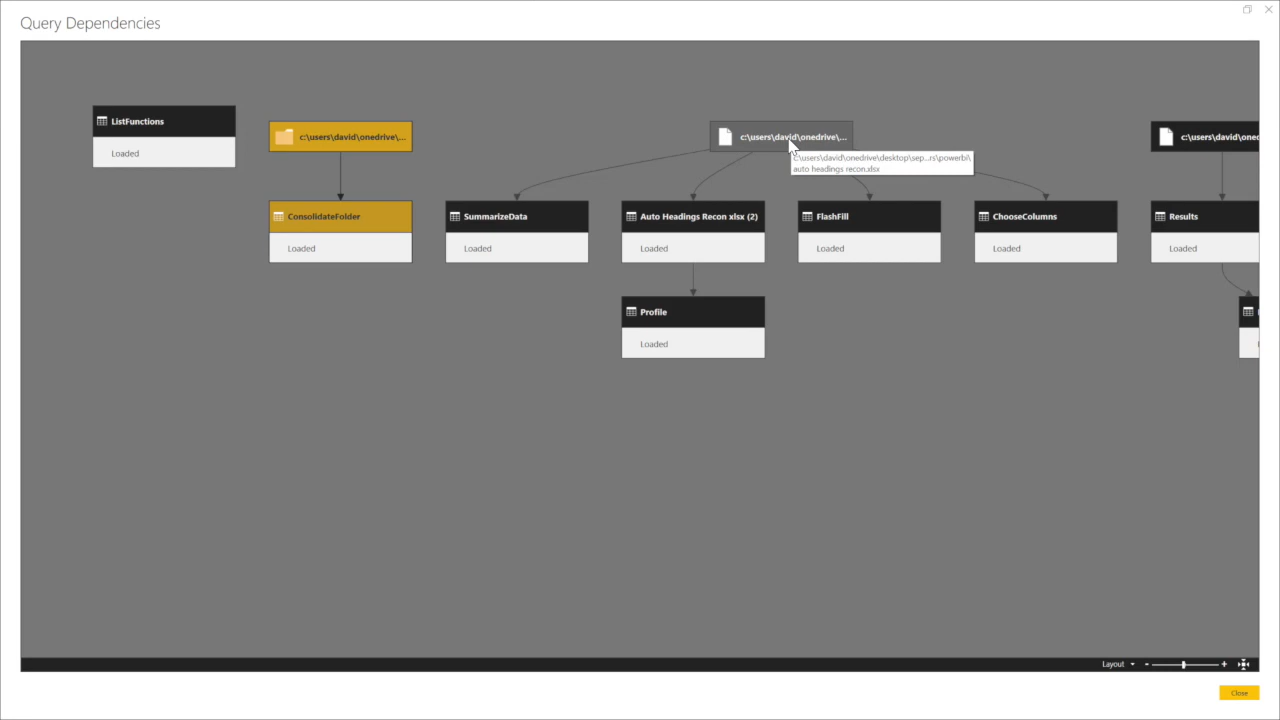 Query Dependencies
ListFunctions
Loaded
c:\users\david\onedrive\...
ConsolidateFolder
Loaded
c:\users\david\onedrive\...
c:\users\david\onedrive\desktop\sep...rs\powerbi\
auto headings recon.xlsx
SummarizeData
Loaded
Auto Headings Recon xlsx (2)
Loaded
FlashFill
Loaded
ChooseColumns
Loaded
Profile
Loaded
c:\users\david\onec
Results
Loaded
Layout
Close